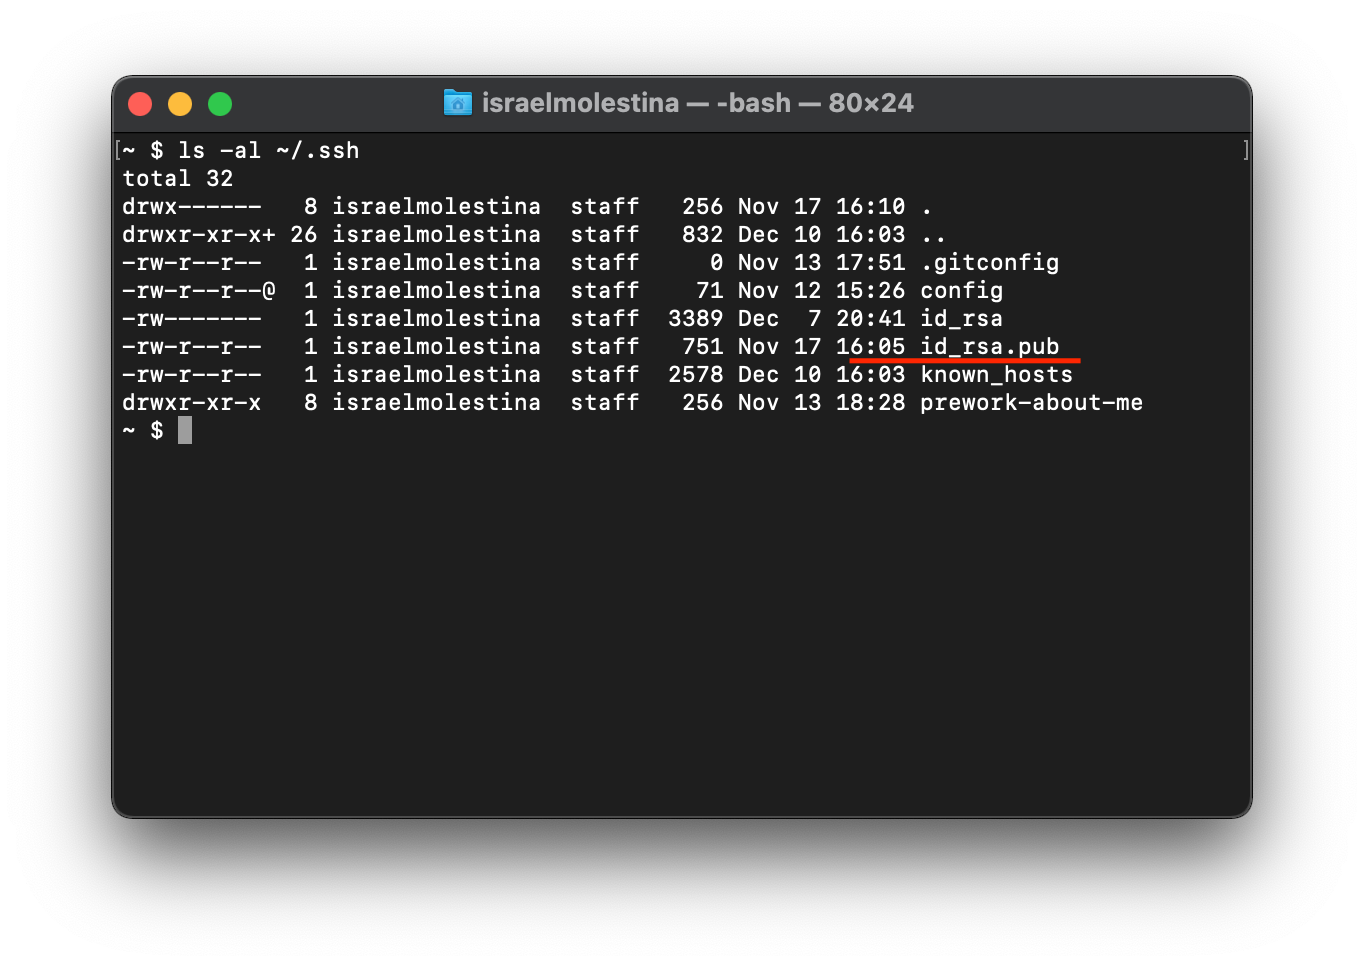 israelmolestina — -bash — 80×24
[~ $ ls -al ~/.ssh ]
total 32
drwx------   8 israelmolestina  staff   256 Nov 17 16:10 .
drwxr-xr-x+ 26 israelmolestina  staff   832 Dec 10 16:03 ..
-rw-r--r--   1 israelmolestina  staff     0 Nov 13 17:51 .gitconfig
-rw-r--r--@  1 israelmolestina  staff    71 Nov 12 15:26 config
-rw-------   1 israelmolestina  staff  3389 Dec  7 20:41 id_rsa
-rw-r--r--   1 israelmolestina  staff   751 Nov 17 16:05 id_rsa.pub
-rw-r--r--   1 israelmolestina  staff  2578 Dec 10 16:03 known_hosts
drwxr-xr-x   8 israelmolestina  staff   256 Nov 13 18:28 prework-about-me
~ $